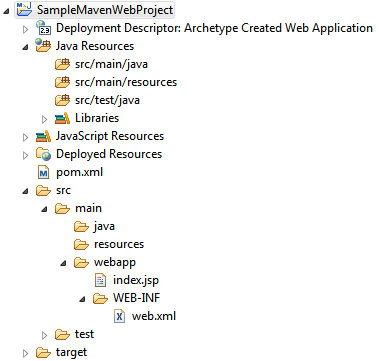 SampleMavenWebProject
2.3 Deployment Descriptor: Archetype Created Web Application
Java Resources
src/main/java
src/main/resources
src/test/java
Libraries
JavaScript Resources
Deployed Resources
pom.xml
src
main
java
resources
webapp
index.jsp
WEB-INF
web.xml
test
target